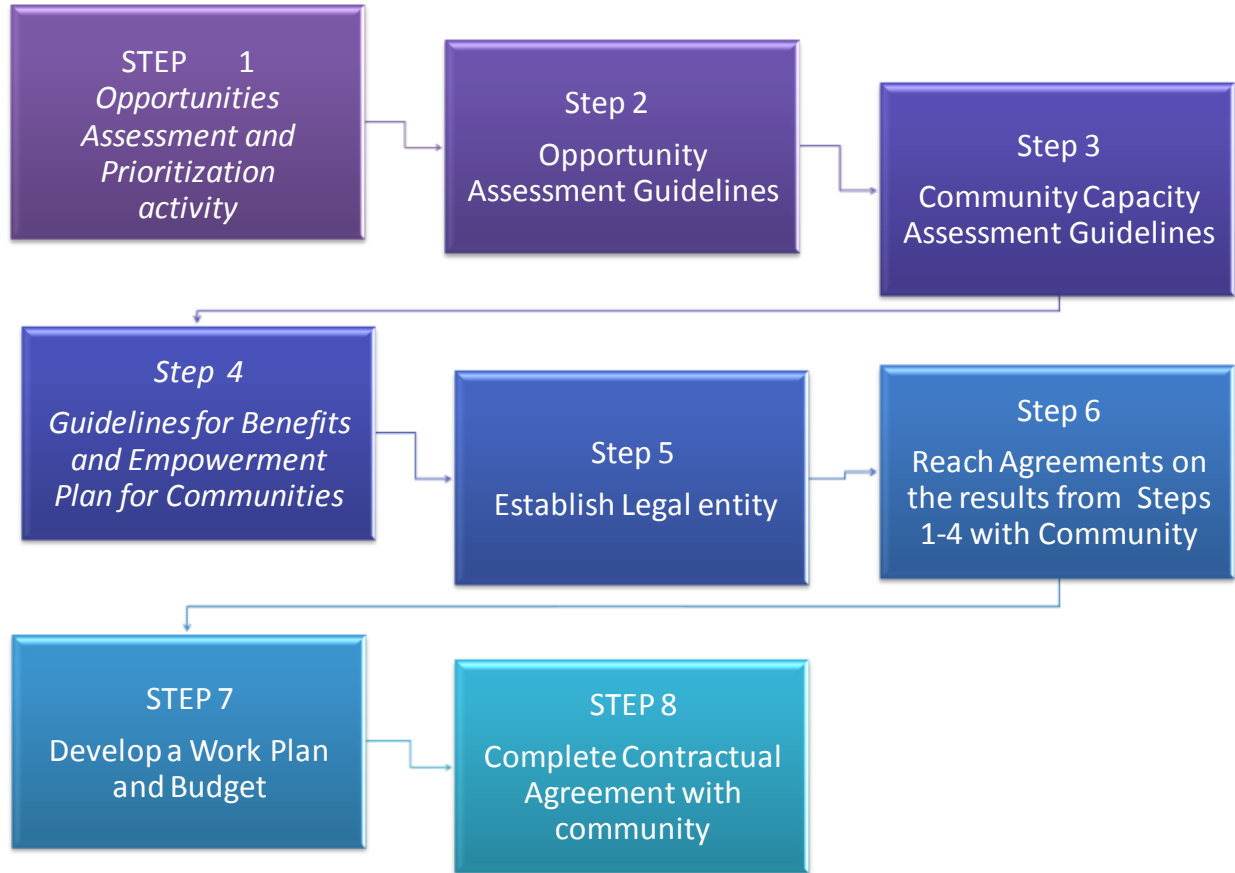 STEP 1
Opportunities
Assessment and
Prioritization
activity
Step 2
Opportunity
Assessment Guidelines
Step 3
Community Capacity
Assessment Guidelines
Step 4
Guidelines for Benefits
and Empowerment
Plan for Communities
Step 5
Establish Legal entity
Step 6
Reach Agreements on
the results from Steps
1-4 with Community
STEP 7
Develop a Work Plan
and Budget
STEP 8
Complete Contractual
Agreement with
community